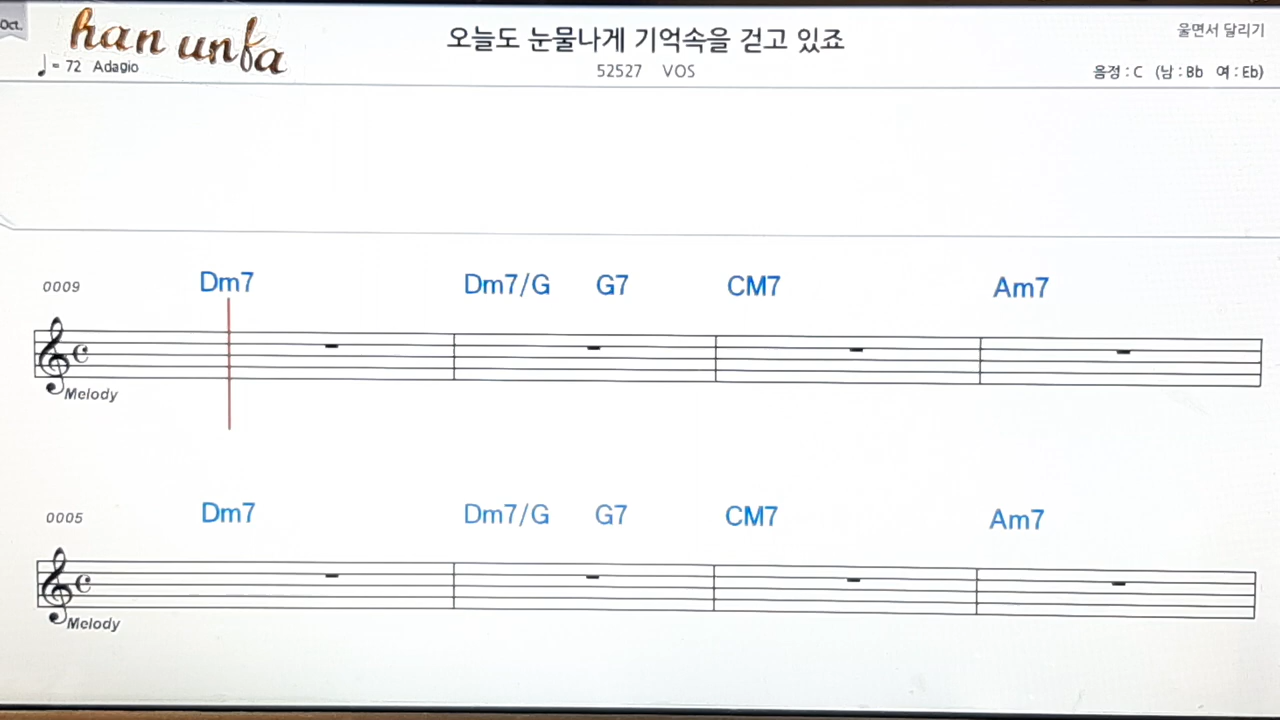 Oct.
han unfa
오늘도 눈물나게 기억속을 걷고 있죠
울면서 달리기
♩= 72 Adagio
52527 VOS
음정 : C (남 : Bb 여 : Eb)
0009 Dm7 Dm7/G G7 CM7 Am7
Melody
0005 Dm7 Dm7/G G7 CM7 Am7
Melody